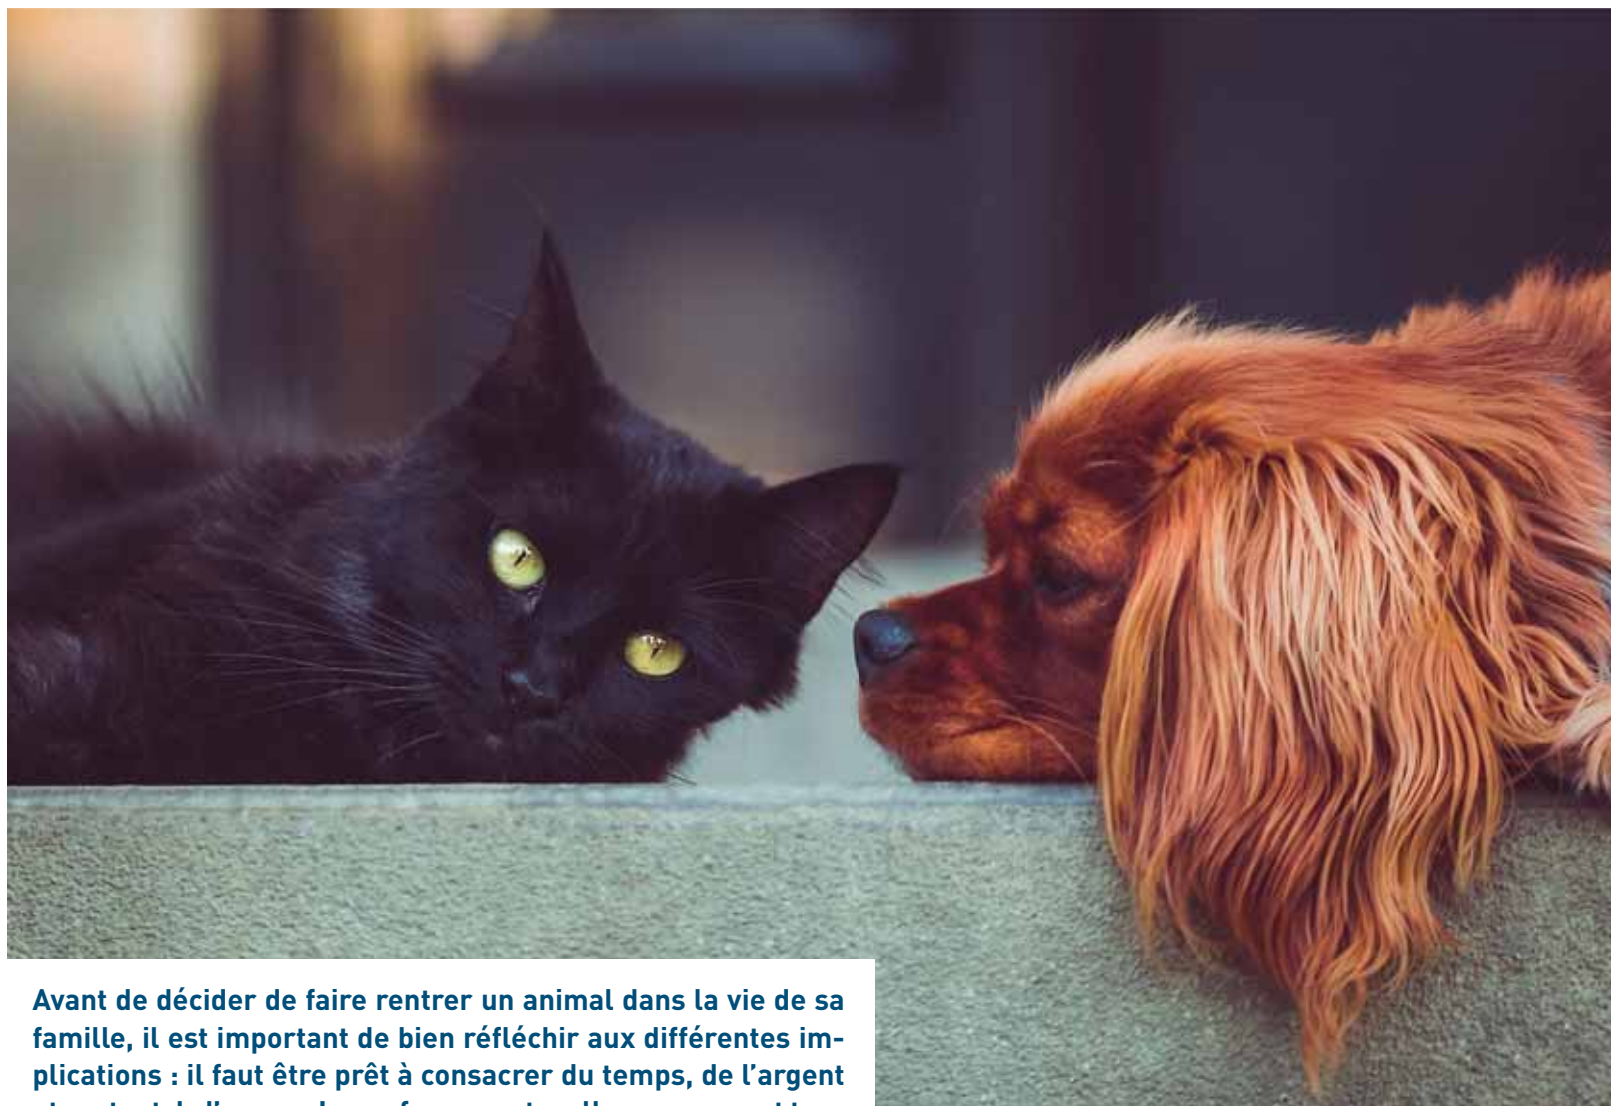 Avant de décider de faire rentrer un animal dans la vie de sa
famille, il est important de bien réfléchir aux différentes im-
plications : il faut être prêt à consacrer du temps, de l'argent